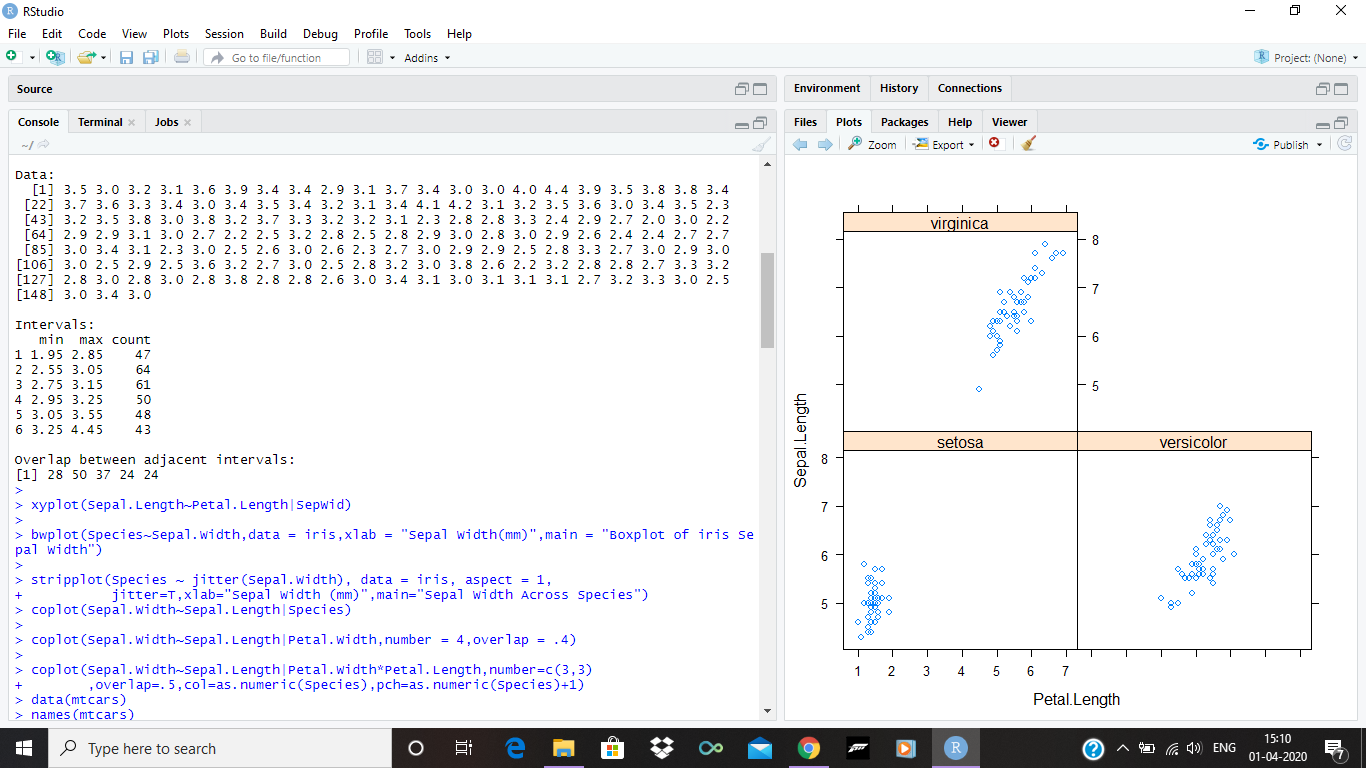 RStudio
File Edit Code View Plots Session Build Debug Profile Tools Help
Go to file/function
Addins
Project: (None)
Source
Console Terminal Jobs
~/
Data:
[1] 3.5 3.0 3.2 3.1 3.6 3.9 3.4 3.4 2.9 3.1 3.7 3.4 3.0 3.0 4.0 4.4 3.9 3.5 3.8 3.8 3.4
[22] 3.7 3.6 3.3 3.4 3.0 3.4 3.5 3.4 3.2 3.1 3.4 4.1 4.2 3.1 3.2 3.5 3.6 3.0 3.4 3.5 2.3
[43] 3.2 3.5 3.8 3.0 3.8 3.2 3.7 3.3 3.2 3.2 3.1 2.3 2.8 2.8 3.3 2.4 2.9 2.7 2.0 3.0 2.2
[64] 2.9 2.9 3.1 3.0 2.7 2.2 2.5 3.2 2.8 2.5 2.8 2.9 3.0 2.8 3.0 2.9 2.6 2.4 2.4 2.7 2.7
[85] 3.0 3.4 3.1 2.3 3.0 2.5 2.6 3.0 2.6 2.3 2.7 3.0 2.9 2.9 2.5 2.8 3.3 2.7 3.0 2.9 3.0
[106] 3.0 2.5 2.9 2.5 3.6 3.2 2.7 3.0 2.5 2.8 3.2 3.0 3.8 2.6 2.2 3.2 2.8 2.8 2.7 3.3 3.2
[127] 2.8 3.0 2.8 3.0 2.8 3.8 2.8 2.8 2.6 3.0 3.4 3.1 3.0 3.1 3.1 3.1 2.7 3.2 3.3 3.0 2.5
[148] 3.0 3.4 3.0
Intervals:
min max count
1 1.95 2.85 47
2 2.55 3.05 64
3 2.75 3.15 61
4 2.95 3.25 50
5 3.05 3.55 48
6 3.25 4.45 43
Overlap between adjacent intervals:
[1] 28 50 37 24 24
>
> xyplot(Sepal.Length~Petal.Length|SepWid)
>
> bwplot(Species~Sepal.Width,data = iris,xlab = "Sepal Width(mm)",main = "Boxplot of iris Se
pal Width")
>
> stripplot(Species ~ jitter(Sepal.Width), data = iris, aspect = 1,
+ jitter=T,xlab="Sepal Width (mm)",main="Sepal Width Across Species")
> coplot(Sepal.Width~Sepal.Length|Species)
>
> coplot(Sepal.Width~Sepal.Length|Petal.Width,number = 4,overlap = .4)
>
> coplot(Sepal.Width~Sepal.Length|Petal.Width*Petal.Length,number=c(3,3)
+ ,overlap=.5,col=as.numeric(Species),pch=as.numeric(Species)+1)
> data(mtcars)
> names(mtcars)
Environment History Connections
Files Plots Packages Help Viewer
Zoom Export Publish
virginica
8
7
6
5
Sepal.Length
setosa versicolor
8
7
6
5
1 2 3 4 5 6 7
Petal.Length
Type here to search
ENG
15:10
01-04-2020
7